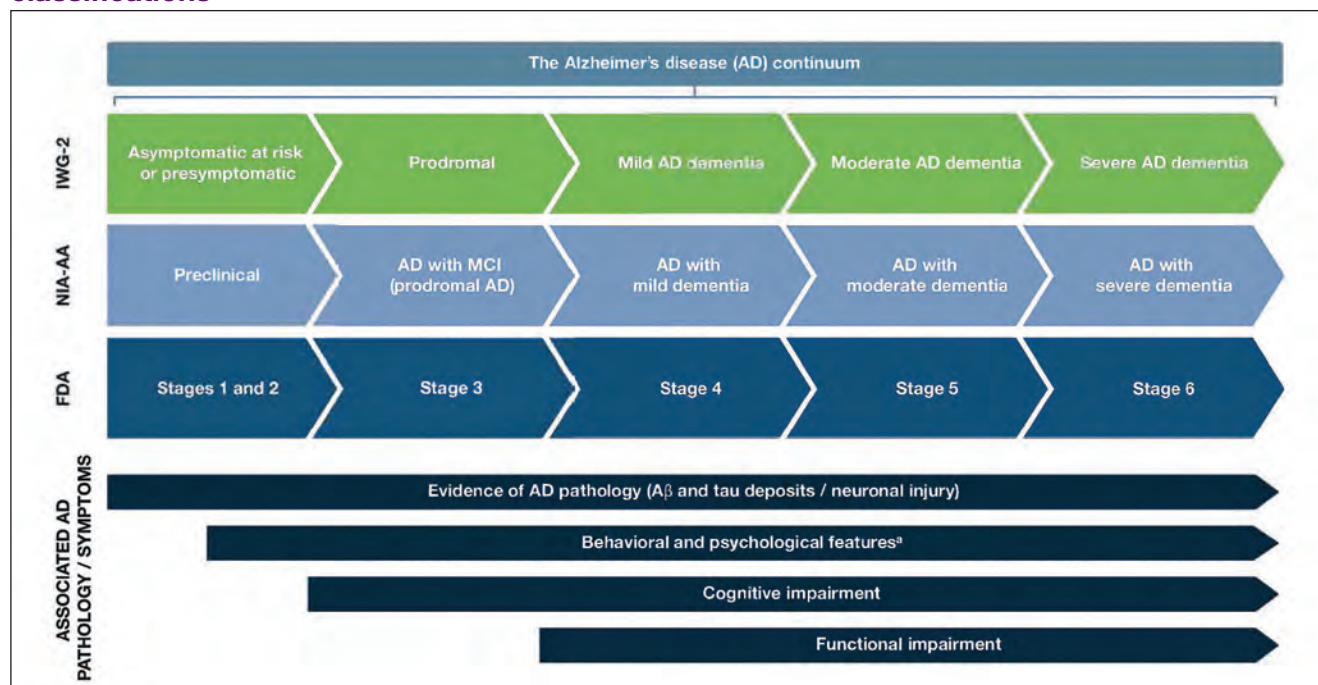 classifications
The Alzheimer's disease (AD) continuum
IWG-2
Asymptomatic at risk
or presymptomatic
Prodromal
Mild AD dementia
Moderate AD dementia
Severe AD dementia
NIA-AA
Preclinical
AD with MCI
(prodromal AD)
AD with
mild dementia
AD with
moderate dementia
AD with
severe dementia
FDA
Stages 1 and 2
Stage 3
Stage 4
Stage 5
Stage 6
ASSOCIATED AD
PATHOLOGY / SYMPTOMS
Evidence of AD pathology (Aβ and tau deposits / neuronal injury)
Behavioral and psychological featuresᵃ
Cognitive impairment
Functional impairment